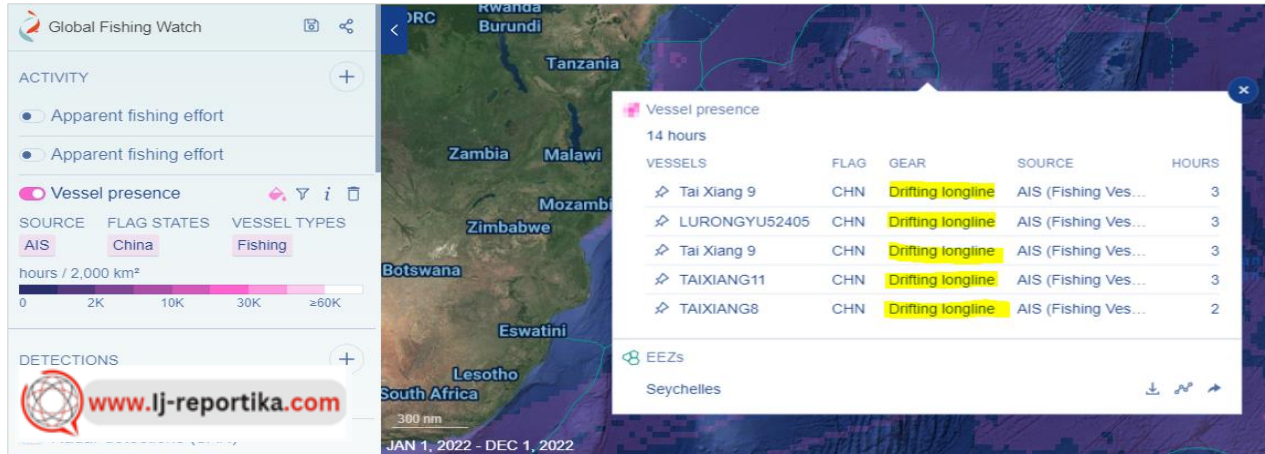 Global Fishing Watch
ACTIVITY
Apparent fishing effort
Apparent fishing effort
Vessel presence
SOURCE FLAG STATES VESSEL TYPES
AIS China Fishing
hours / 2,000 km²
0 2K 10K 30K ≥60K
DETECTIONS
www.lj-reportika.com
DRC
Rwanda
Burundi
Tanzania
Zambia
Malawi
Mozambi
Zimbabwe
Botswana
Eswatini
Lesotho
South Africa
300 nm
JAN 1, 2022 - DEC 1, 2022
Vessel presence
14 hours
VESSELS FLAG GEAR SOURCE HOURS
Tai Xiang 9 CHN Drifting longline AIS (Fishing Ves... 3
LURONGYU52405 CHN Drifting longline AIS (Fishing Ves... 3
Tai Xiang 9 CHN Drifting longline AIS (Fishing Ves... 3
TAIXIANG11 CHN Drifting longline AIS (Fishing Ves... 3
TAIXIANG8 CHN Drifting longline AIS (Fishing Ves... 2
EEZs
Seychelles